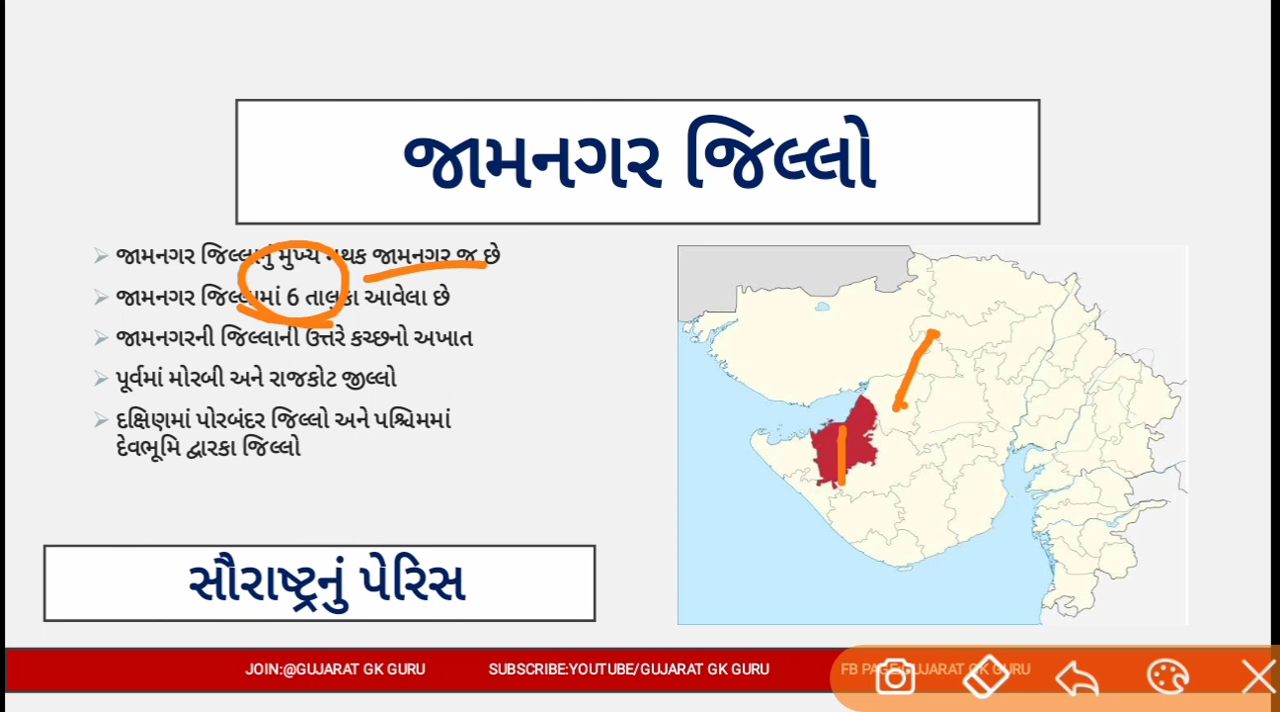 જામનગર જિલ્લો
જામનગર જિલ્લાનું મુખ્ય મથક જામનગર જ છે
જામનગર જિલ્લામાં 6 તાલુકા આવેલા છે
જામનગરની જિલ્લાની ઉત્તરે કચ્છનો અખાત
પૂર્વમાં મોરબી અને રાજકોટ જીલ્લો
દક્ષિણમાં પોરબંદર જિલ્લો અને પશ્ચિમમાં
દેવભૂમિ દ્વારકા જિલ્લો
સૌરાષ્ટ્રનું પેરિસ
JOIN:@GUJARAT GK GURU SUBSCRIBE:YOUTUBE/GUJARAT GK GURU FB PAGE/GUJARAT GK GURU